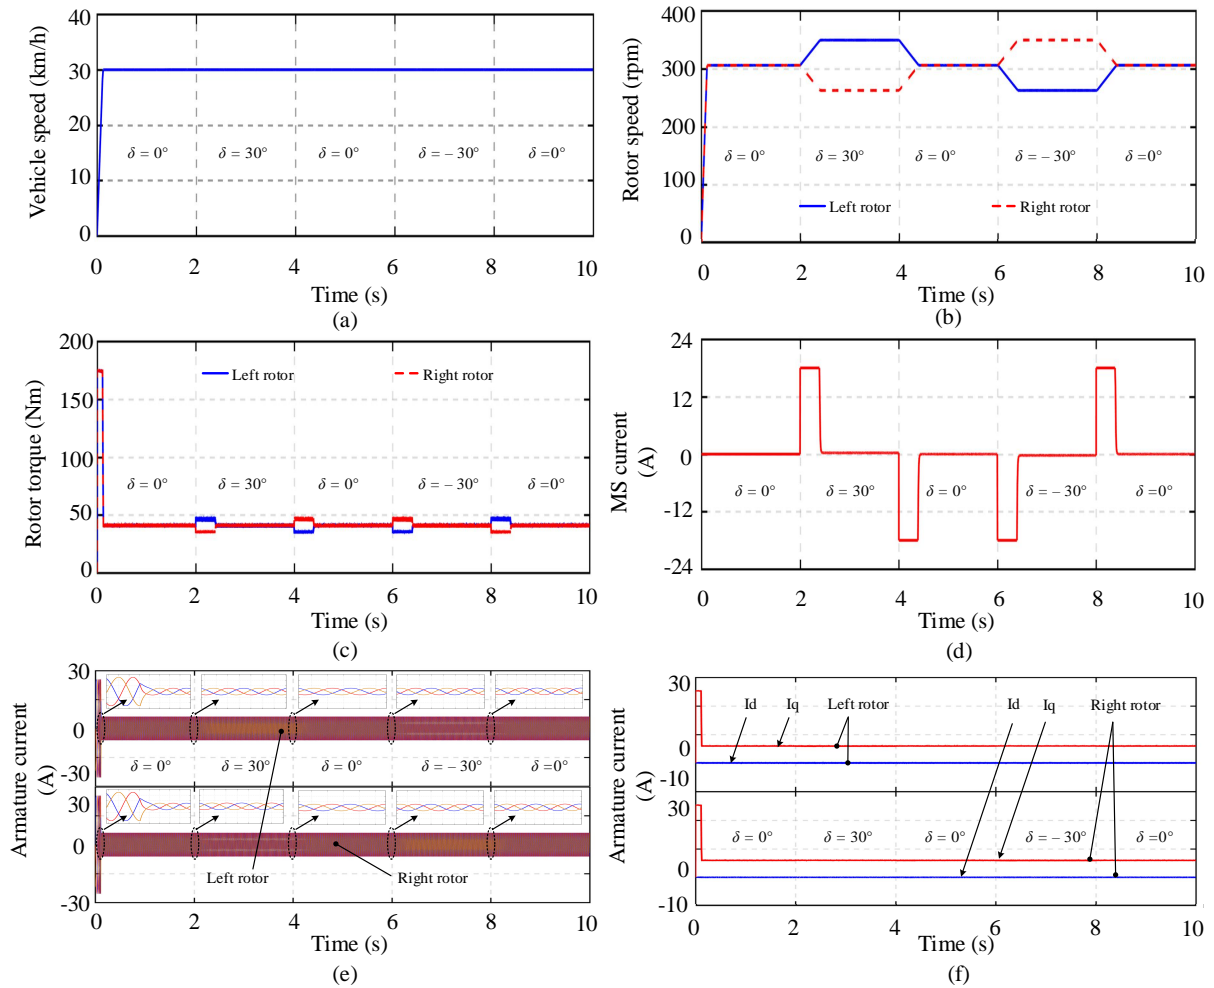 40
30
20
10
0
Vehicle speed (km/h)
δ = 0°
δ = 30°
δ = 0°
δ = − 30°
δ =0°
0 2 4 6 8 10
Time (s)
(a)
400
300
200
100
0
Rotor speed (rpm)
δ = 0°
δ = 30°
δ = 0°
δ = − 30°
δ =0°
Left rotor
Right rotor
0 2 4 6 8 10
Time (s)
(b)
200
150
100
50
0
Rotor torque (Nm)
Left rotor
Right rotor
δ = 0°
δ = 30°
δ = 0°
δ = − 30°
δ = 0°
0 2 4 6 8 10
Time (s)
(c)
24
12
0
-12
-24
MS current
(A)
δ = 0°
δ = 30°
δ = 0°
δ = − 30°
δ = 0°
0 2 4 6 8 10
Time (s)
(d)
30
0
-30
30
0
-30
Armature current
(A)
δ = 0°
δ = 30°
δ = 0°
δ = − 30°
δ =0°
Left rotor
Right rotor
0 2 4 6 8 10
Time (s)
(e)
30
0
-10
30
0
-10
Armature current
(A)
Id
Iq
Left rotor
Id
Iq
Right rotor
δ = 0°
δ = 30°
δ = 0°
δ = − 30°
δ =0°
0 2 4 6 8 10
Time (s)
(f)